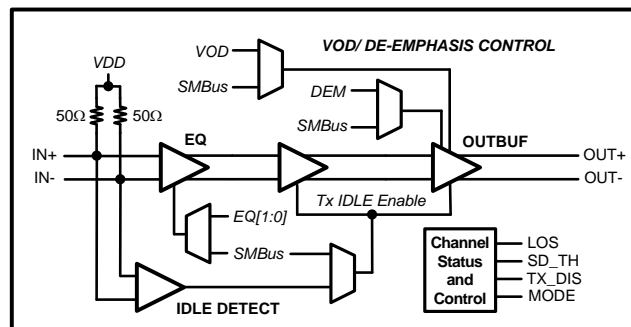 VOD
VOD/ DE-EMPHASIS CONTROL
VDD
SMBus
DEM
50Ω
50Ω
SMBus
EQ
OUTBUF
IN+
OUT+
IN-
OUT-
Tx IDLE Enable
EQ[1:0]
SMBus
Channel
Status
and
Control
LOS
SD_TH
TX_DIS
MODE
IDLE DETECT